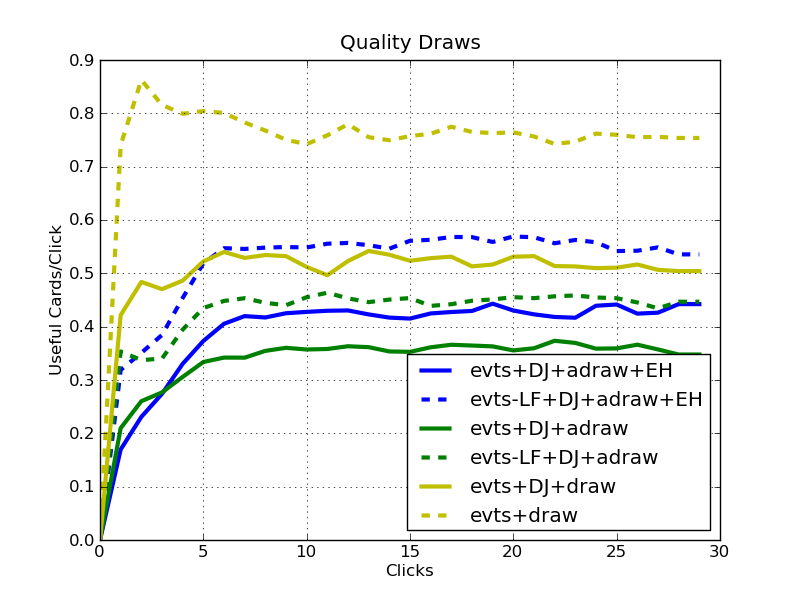 Quality Draws
0.9
0.8
0.7
0.6
0.5
0.4
0.3
0.2
0.1
0.0
Useful Cards/Click
evts+DJ+adraw+EH
evts-LF+DJ+adraw+EH
evts+DJ+adraw
evts-LF+DJ+adraw
evts+DJ+draw
evts+draw
0 5 10 15 20 25 30
Clicks